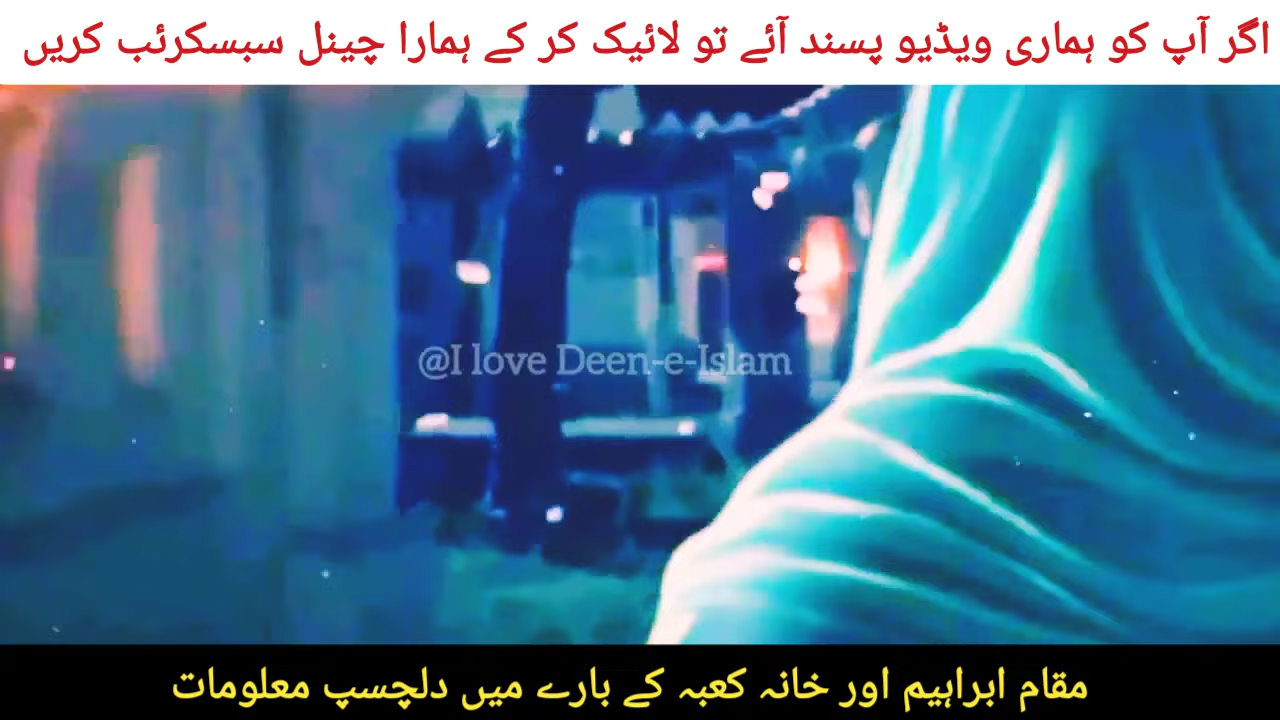 اگر آپ کو ہماری ویڈیو پسند آئے تو لائیک کر کے ہمارا چینل سبسکرئب کریں
@I love Deen-e-Islam
مقام ابراہیم اور خانہ کعبہ کے بارے میں دلچسپ معلومات